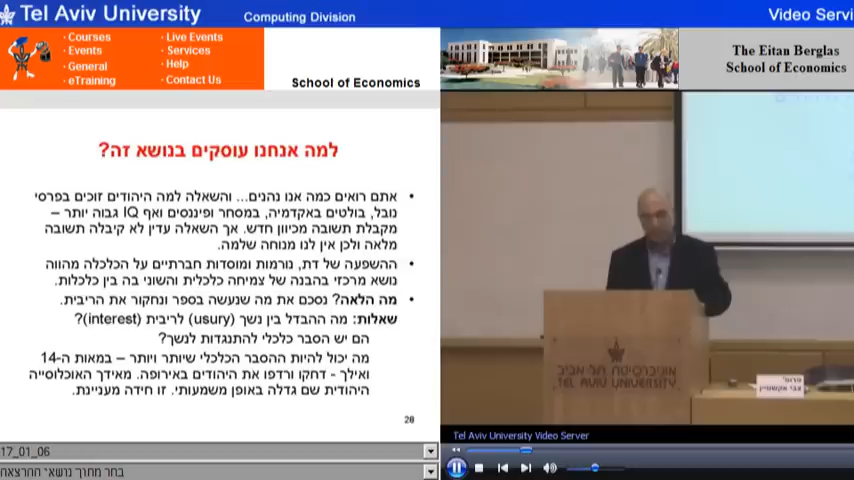 Tel Aviv University
Computing Division
Video Servi
· Courses
· Events
· General
· eTraining
· Live Events
· Services
· Help
· Contact Us
School of Economics
The Eitan Berglas
School of Economics
למה אנחנו עוסקים בנושא זה?
• אתם רואים כמה אנו נהנים... והשאלה למה היהודים זוכים בפרסי
נובל, בולטים באקדמיה, במסחר ופיננסים ואף IQ גבוה יותר –
מקבלת תשובה מכיוון חדש. אך השאלה עדין לא קיבלה תשובה
מלאה ולכן אין לנו מנוחה שלמה.
• ההשפעה של דת, נורמות ומוסדות חברתיים על הכלכלה מהווה
נושא מרכזי בהבנה של צמיחה כלכלית והשוני בה בין כלכלות.
• מה הלאה? נסכם את מה שנעשה בספר ונחקור את הריבית.
שאלות: מה ההבדל בין נשך (usury) לריבית (interest)?
הם יש הסבר כלכלי להתנגדות לנשך?
מה יכול להיות ההסבר הכלכלי שיותר ויותר – במאות ה-14
ואילך - דחקו ורדפו את היהודים באירופה. מאידך האוכלוסייה
היהודית שם גדלה באופן משמעותי. זו חידה מעניינת.
20
אוניברסיטת תל-אביב
TEL AVIV UNIVERSITY
פרופ'
צבי אקשטיין
17_01_06
בחר מתוך נושאי ההרצאה
Tel Aviv University Video Server